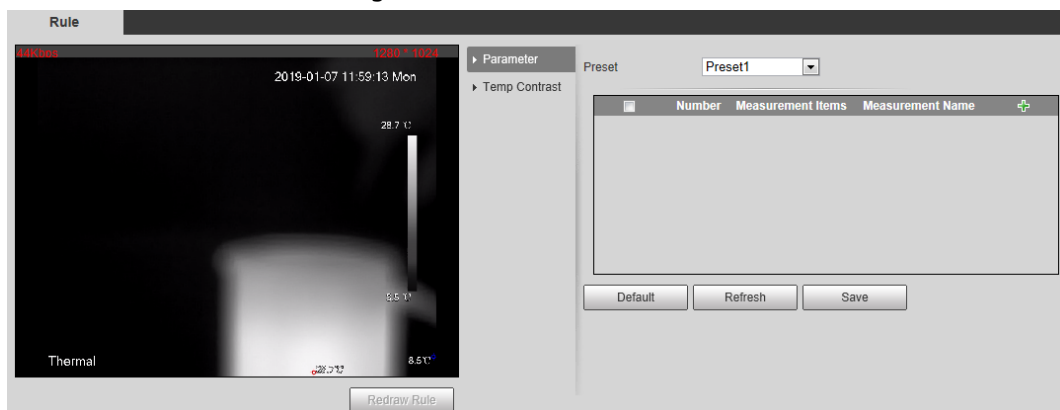 Rule
44Kbps 1280 * 1024
2019-01-07 11:59:13 Mon
28.7 ℃
Thermal
8.5℃
Redraw Rule
Parameter
Temp Contrast
Preset Preset1
Number Measurement Items Measurement Name
Default Refresh Save